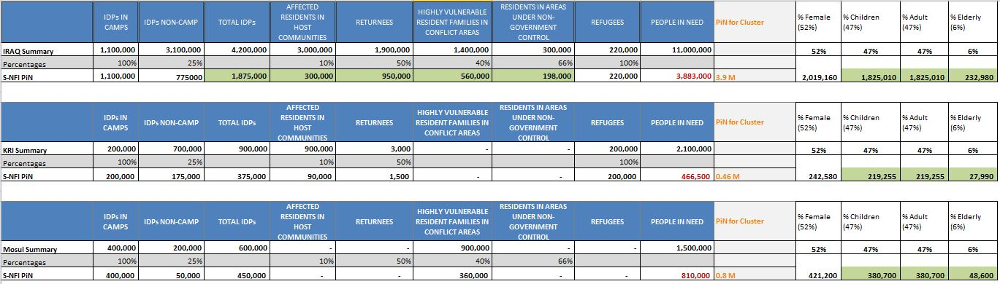 IDPs IN CAMPS | IDPs NON-CAMP | TOTAL IDPs | AFFECTED RESIDENTS IN HOST COMMUNITIES | RETURNEES | HIGHLY VULNERABLE RESIDENT FAMILIES IN CONFLICT AREAS | RESIDENTS IN AREAS UNDER NON-GOVERNMENT CONTROL | REFUGEES | PEOPLE IN NEED | PiN for Cluster | % Female (52%) | % Children (47%) | % Adult (47%) | % Elderly (6%)
IRAQ Summary | 1,100,000 | 3,100,000 | 4,200,000 | 3,000,000 | 1,900,000 | 1,400,000 | 300,000 | 220,000 | 11,000,000 | 52% | 47% | 47% | 6%
Percentages | 100% | 25% | 10% | 50% | 40% | 66% | 100%
S-NFI PiN | 1,100,000 | 775000 | 1,875,000 | 300,000 | 950,000 | 560,000 | 198,000 | 220,000 | 3,883,000 | 3.9 M | 2,019,160 | 1,825,010 | 1,825,010 | 232,980
IDPs IN CAMPS | IDPs NON-CAMP | TOTAL IDPs | AFFECTED RESIDENTS IN HOST COMMUNITIES | RETURNEES | HIGHLY VULNERABLE RESIDENT FAMILIES IN CONFLICT AREAS | RESIDENTS IN AREAS UNDER NON-GOVERNMENT CONTROL | REFUGEES | PEOPLE IN NEED | PiN for Cluster | % Female (52%) | % Children (47%) | % Adult (47%) | % Elderly (6%)
KRI Summary | 200,000 | 700,000 | 900,000 | 900,000 | 3,000 | - | - | 200,000 | 2,100,000 | 52% | 47% | 47% | 6%
Percentages | 100% | 25% | 10% | 50% | 100%
S-NFI PiN | 200,000 | 175,000 | 375,000 | 90,000 | 1,500 | - | - | 200,000 | 466,500 | 0.46 M | 242,580 | 219,255 | 219,255 | 27,990
IDPs IN CAMPS | IDPs NON-CAMP | TOTAL IDPs | AFFECTED RESIDENTS IN HOST COMMUNITIES | RETURNEES | HIGHLY VULNERABLE RESIDENT FAMILIES IN CONFLICT AREAS | RESIDENTS IN AREAS UNDER NON-GOVERNMENT CONTROL | REFUGEES | PEOPLE IN NEED | PiN for Cluster | % Female (52%) | % Children (47%) | % Adult (47%) | % Elderly (6%)
Mosul Summary | 400,000 | 200,000 | 600,000 | - | - | 900,000 | - | - | 1,500,000 | 52% | 47% | 47% | 6%
Percentages | 100% | 25% | 10% | 50% | 40% | 66%
S-NFI PiN | 400,000 | 50,000 | 450,000 | - | - | 360,000 | - | - | 810,000 | 0.8 M | 421,200 | 380,700 | 380,700 | 48,600